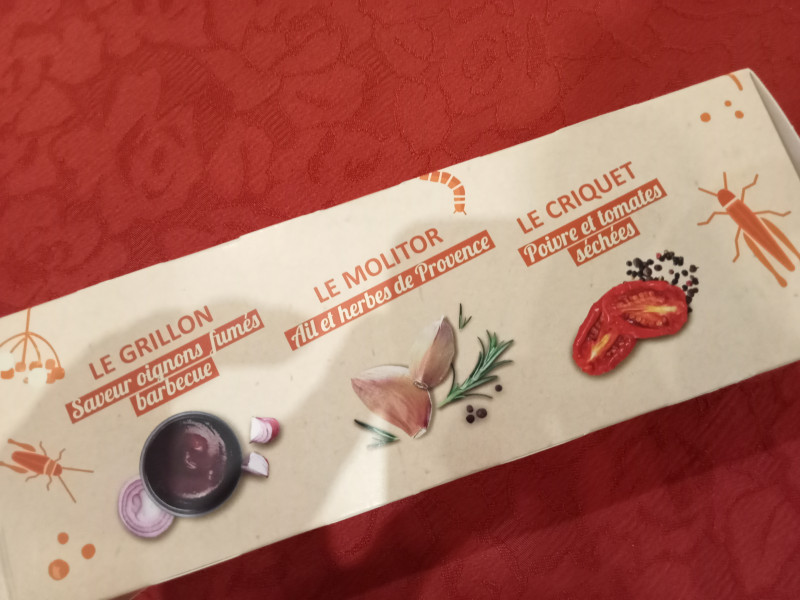 LE GRILLON
Saveur oignons fumés
barbecue
LE MOLITOR
Ail et herbes de Provence
LE CRIQUET
Poivre et tomates
séchées